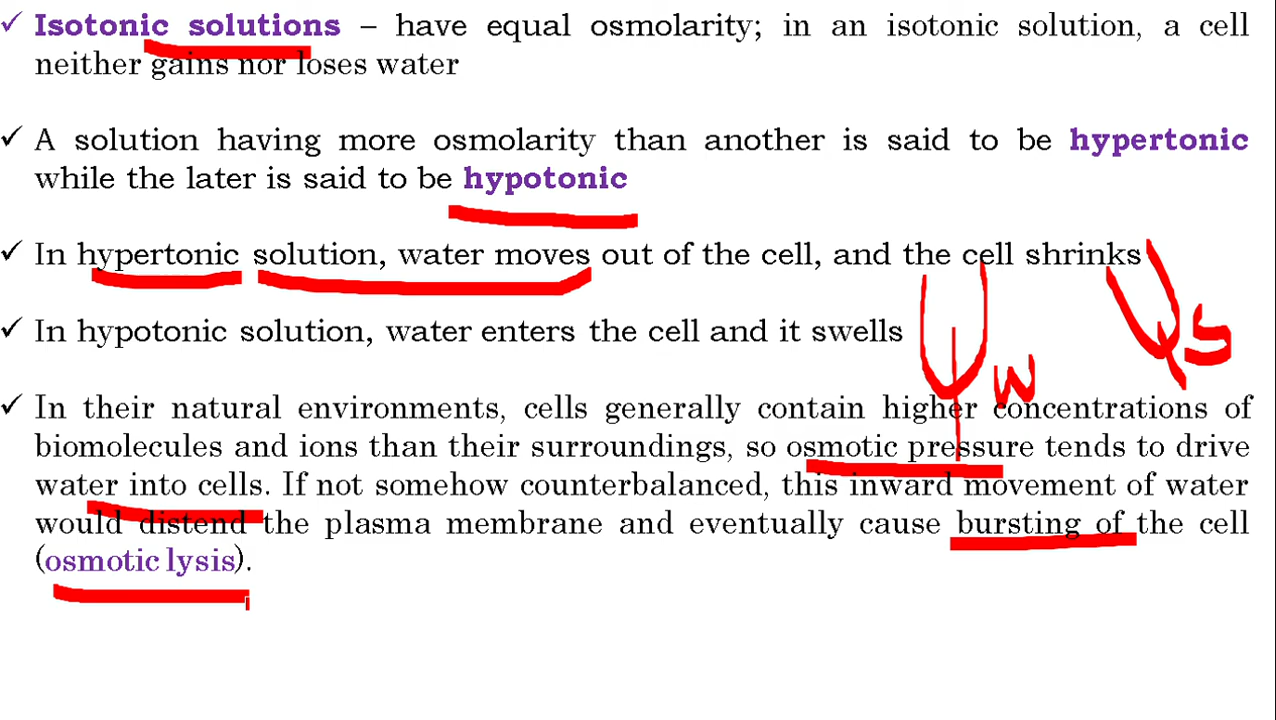 ✓ Isotonic solutions – have equal osmolarity; in an isotonic solution, a cell
neither gains nor loses water
✓ A solution having more osmolarity than another is said to be hypertonic
while the later is said to be hypotonic
✓ In hypertonic solution, water moves out of the cell, and the cell shrinks
✓ In hypotonic solution, water enters the cell and it swells
Ψw
Ψs
✓ In their natural environments, cells generally contain higher concentrations of
biomolecules and ions than their surroundings, so osmotic pressure tends to drive
water into cells. If not somehow counterbalanced, this inward movement of water
would distend the plasma membrane and eventually cause bursting of the cell
(osmotic lysis).